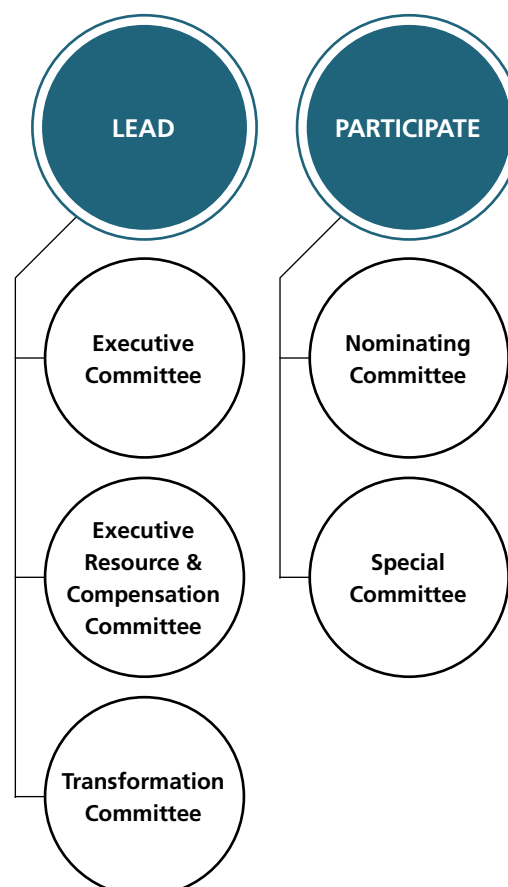 LEAD
Executive
Committee
Executive
Resource &
Compensation
Committee
Transformation
Committee
PARTICIPATE
Nominating
Committee
Special
Committee